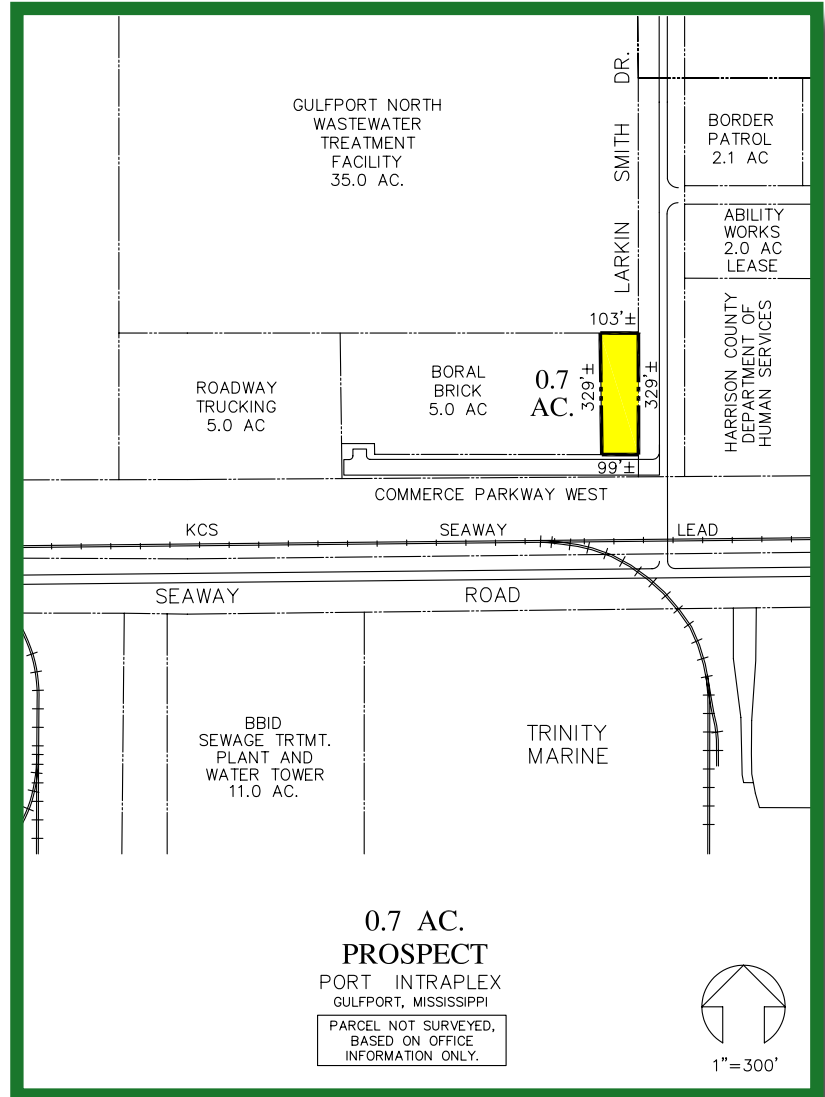 GULFPORT NORTH
WASTEWATER
TREATMENT
FACILITY
35.0 AC.
LARKIN SMITH DR.
BORDER
PATROL
2.1 AC
ABILITY
WORKS
2.0 AC
LEASE
HARRISON COUNTY
DEPARTMENT OF
HUMAN SERVICES
ROADWAY
TRUCKING
5.0 AC
BORAL
BRICK
5.0 AC
0.7
AC.
103'±
329'±
329'±
99'±
COMMERCE PARKWAY WEST
KCS SEAWAY LEAD
SEAWAY ROAD
BBID
SEWAGE TRTMT.
PLANT AND
WATER TOWER
11.0 AC.
TRINITY
MARINE
0.7 AC.
PROSPECT
PORT INTRAPLEX
GULFPORT, MISSISSIPPI
PARCEL NOT SURVEYED,
BASED ON OFFICE
INFORMATION ONLY.
1"=300'